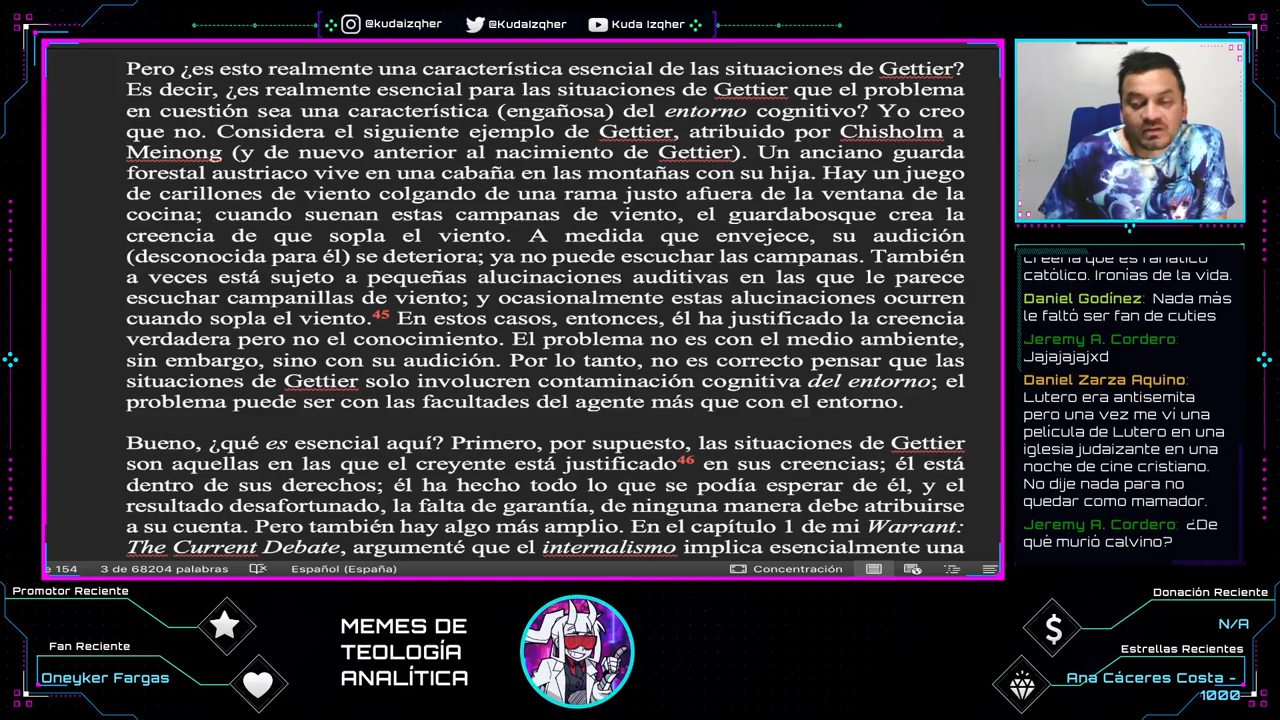 @kudaizqher
@KudaIzqher
Kuda Izqher
Pero ¿es esto realmente una característica esencial de las situaciones de Gettier?
Es decir, ¿es realmente esencial para las situaciones de Gettier que el problema
en cuestión sea una característica (engañosa) del entorno cognitivo? Yo creo
que no. Considera el siguiente ejemplo de Gettier, atribuido por Chisholm a
Meinong (y de nuevo anterior al nacimiento de Gettier). Un anciano guarda
forestal austriaco vive en una cabaña en las montañas con su hija. Hay un juego
de carillones de viento colgando de una rama justo afuera de la ventana de la
cocina; cuando suenan estas campanas de viento, el guardabosque crea la
creencia de que sopla el viento. A medida que envejece, su audición
(desconocida para él) se deteriora; ya no puede escuchar las campanas. También
a veces está sujeto a pequeñas alucinaciones auditivas en las que le parece
escuchar campanillas de viento; y ocasionalmente estas alucinaciones ocurren
cuando sopla el viento.45 En estos casos, entonces, él ha justificado la creencia
verdadera pero no el conocimiento. El problema no es con el medio ambiente,
sin embargo, sino con su audición. Por lo tanto, no es correcto pensar que las
situaciones de Gettier solo involucren contaminación cognitiva del entorno; el
problema puede ser con las facultades del agente más que con el entorno.
Bueno, ¿qué es esencial aquí? Primero, por supuesto, las situaciones de Gettier
son aquellas en las que el creyente está justificado46 en sus creencias; él está
dentro de sus derechos; él ha hecho todo lo que se podía esperar de él, y el
resultado desafortunado, la falta de garantía, de ninguna manera debe atribuirse
a su cuenta. Pero también hay algo más amplio. En el capítulo 1 de mi Warrant:
The Current Debate, argumenté que el internalismo implica esencialmente una
e 154 3 de 68204 palabras Español (España) Concentración
creería que es fanático
católico. Ironías de la vida.
Daniel Godínez: Nada más
le faltó ser fan de cuties
Jeremy A. Cordero:
Jajajajajxd
Daniel Zarza Aquino:
Lutero era antisemita
pero una vez me ví una
película de Lutero en una
iglesia judaizante en una
noche de cine cristiano.
No dije nada para no
quedar como mamador.
Jeremy A. Cordero: ¿De
qué murió calvino?
Promotor Reciente
Fan Reciente
Oneyker Fargas
MEMES DE
TEOLOGÍA
ANALÍTICA
Donación Reciente
N/A
Estrellas Recientes
Ana Cáceres Costa -
1000